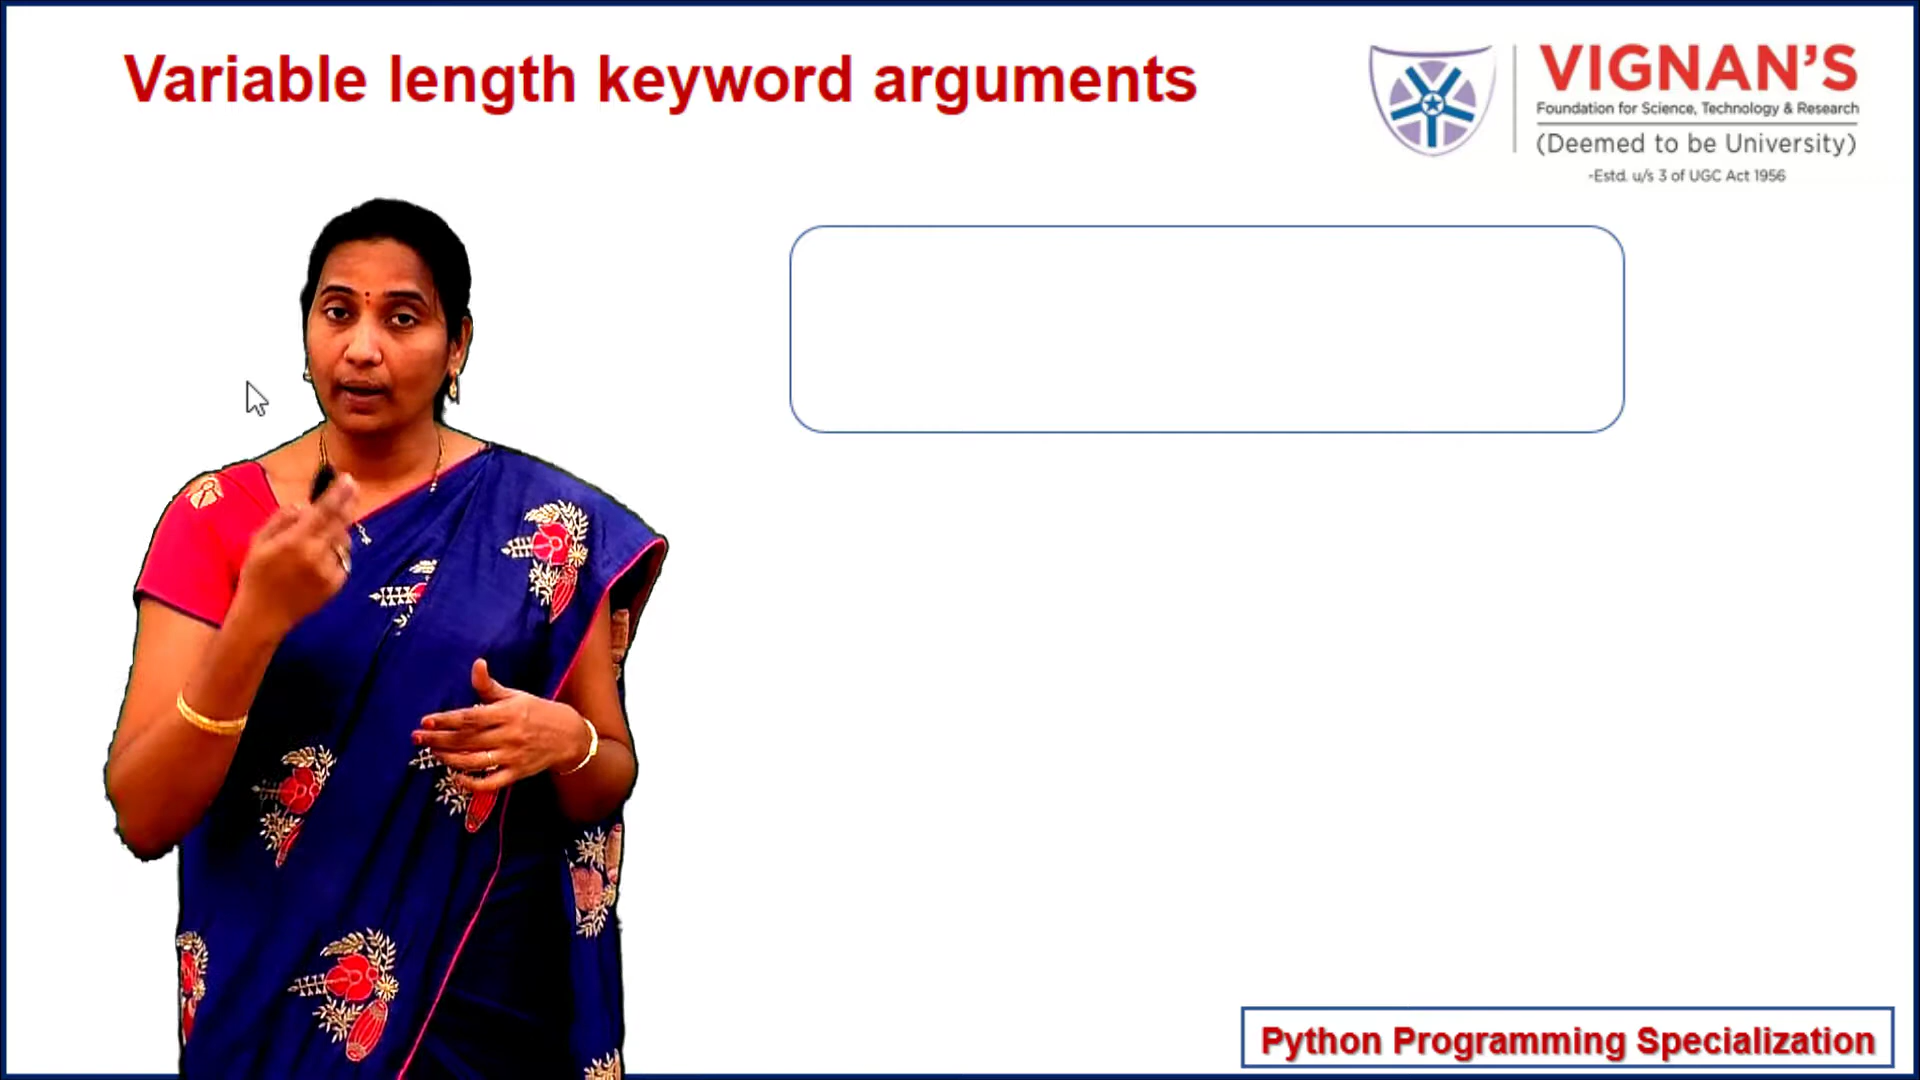 Variable length keyword arguments
VIGNAN'S
Foundation for Science, Technology & Research
(Deemed to be University)
-Estd. u/s 3 of UGC Act 1956
Python Programming Specialization